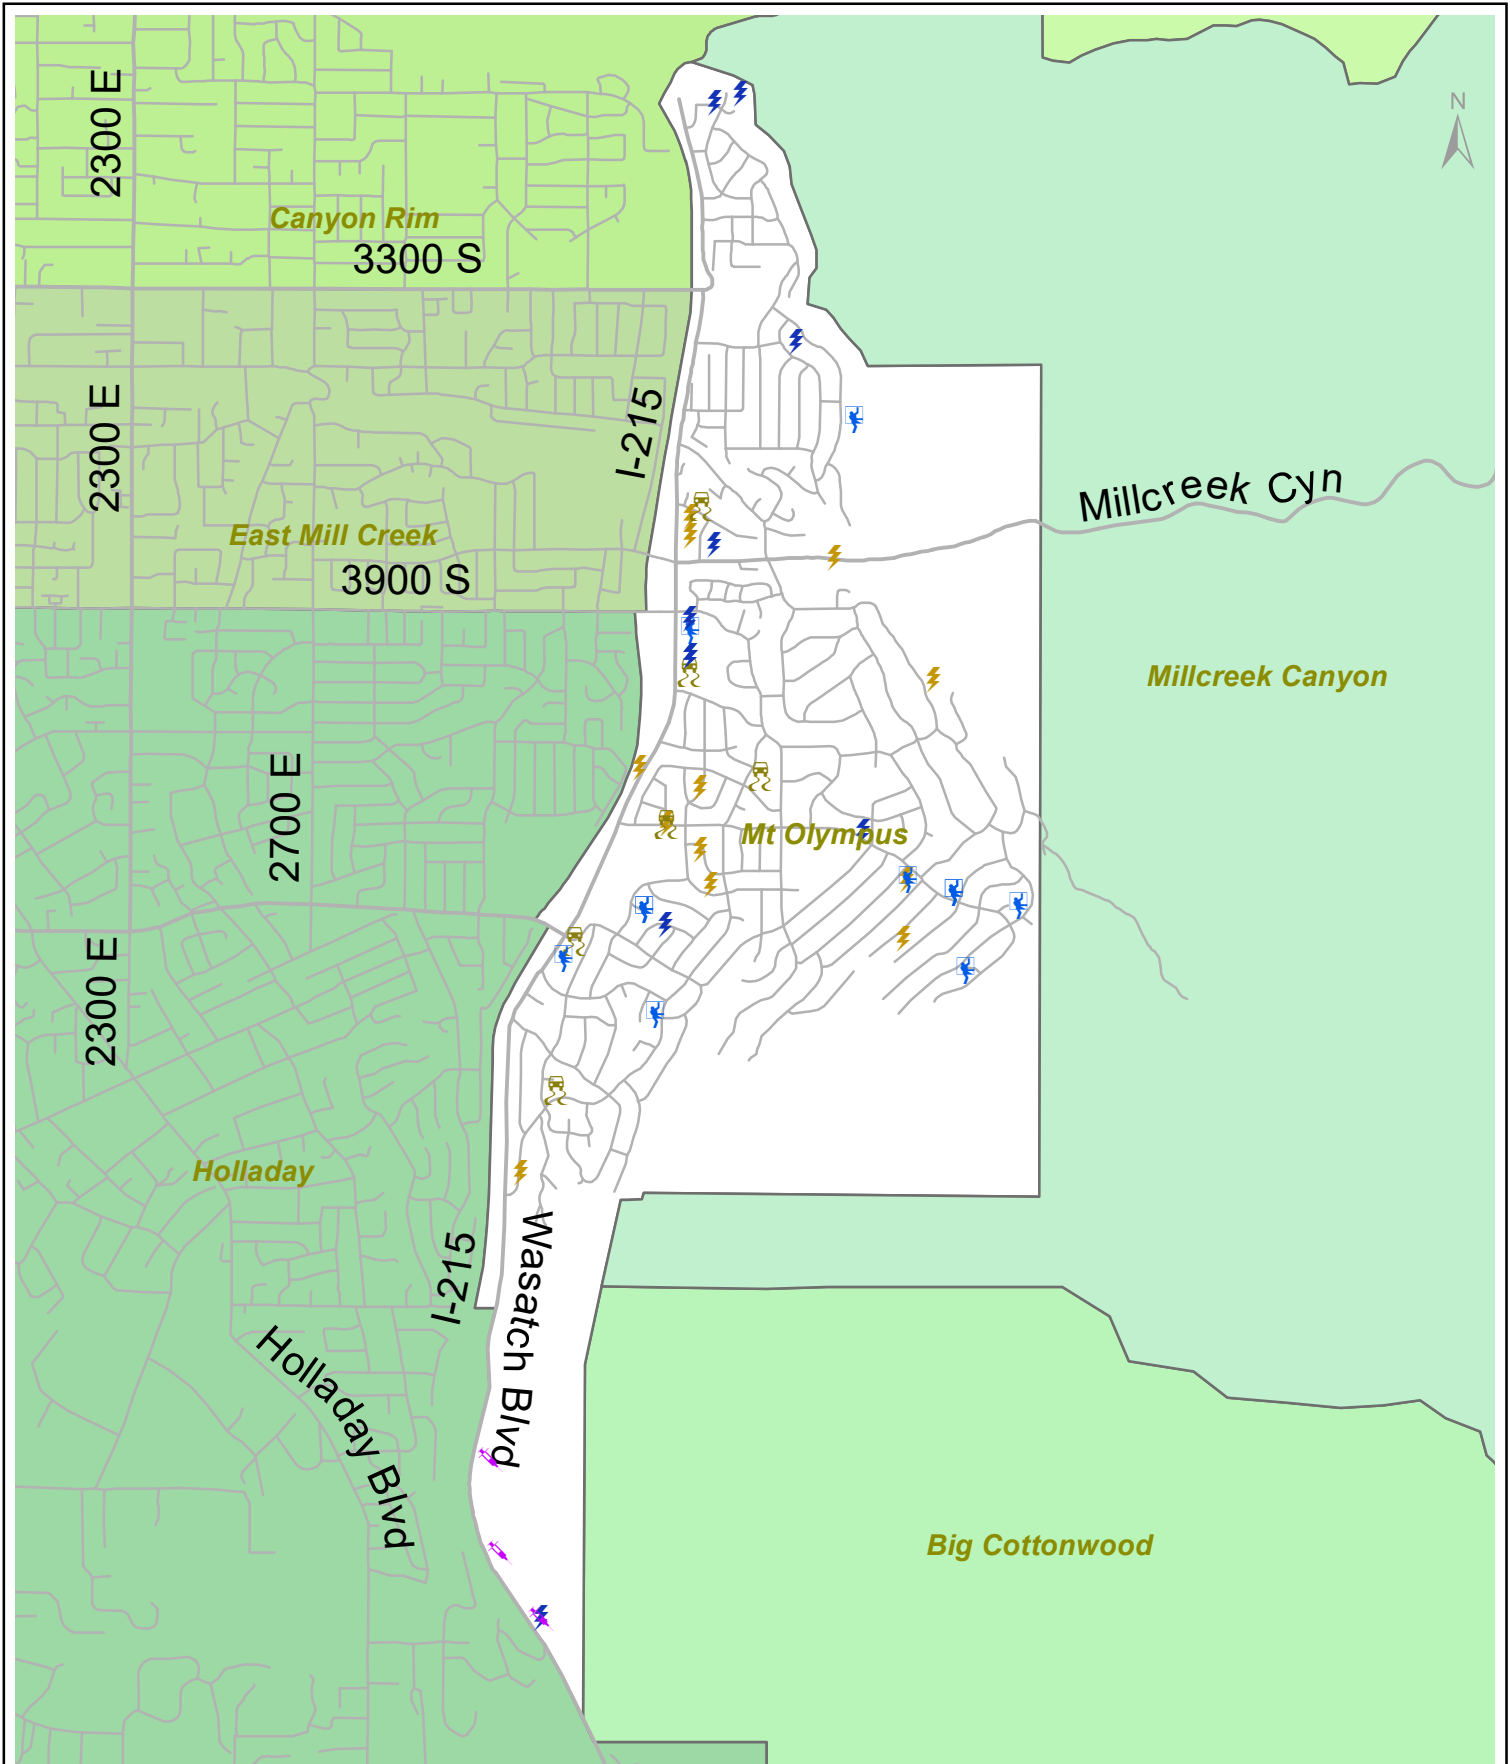 N
2300 E
Canyon Rim
3300 S
2300 E
I-215
Millcreek Cyn
East Mill Creek
3900 S
Millcreek Canyon
2700 E
Mt Olympus
2300 E
Holladay
I-215
Wasatch Blvd
Holladay Blvd
Big Cottonwood